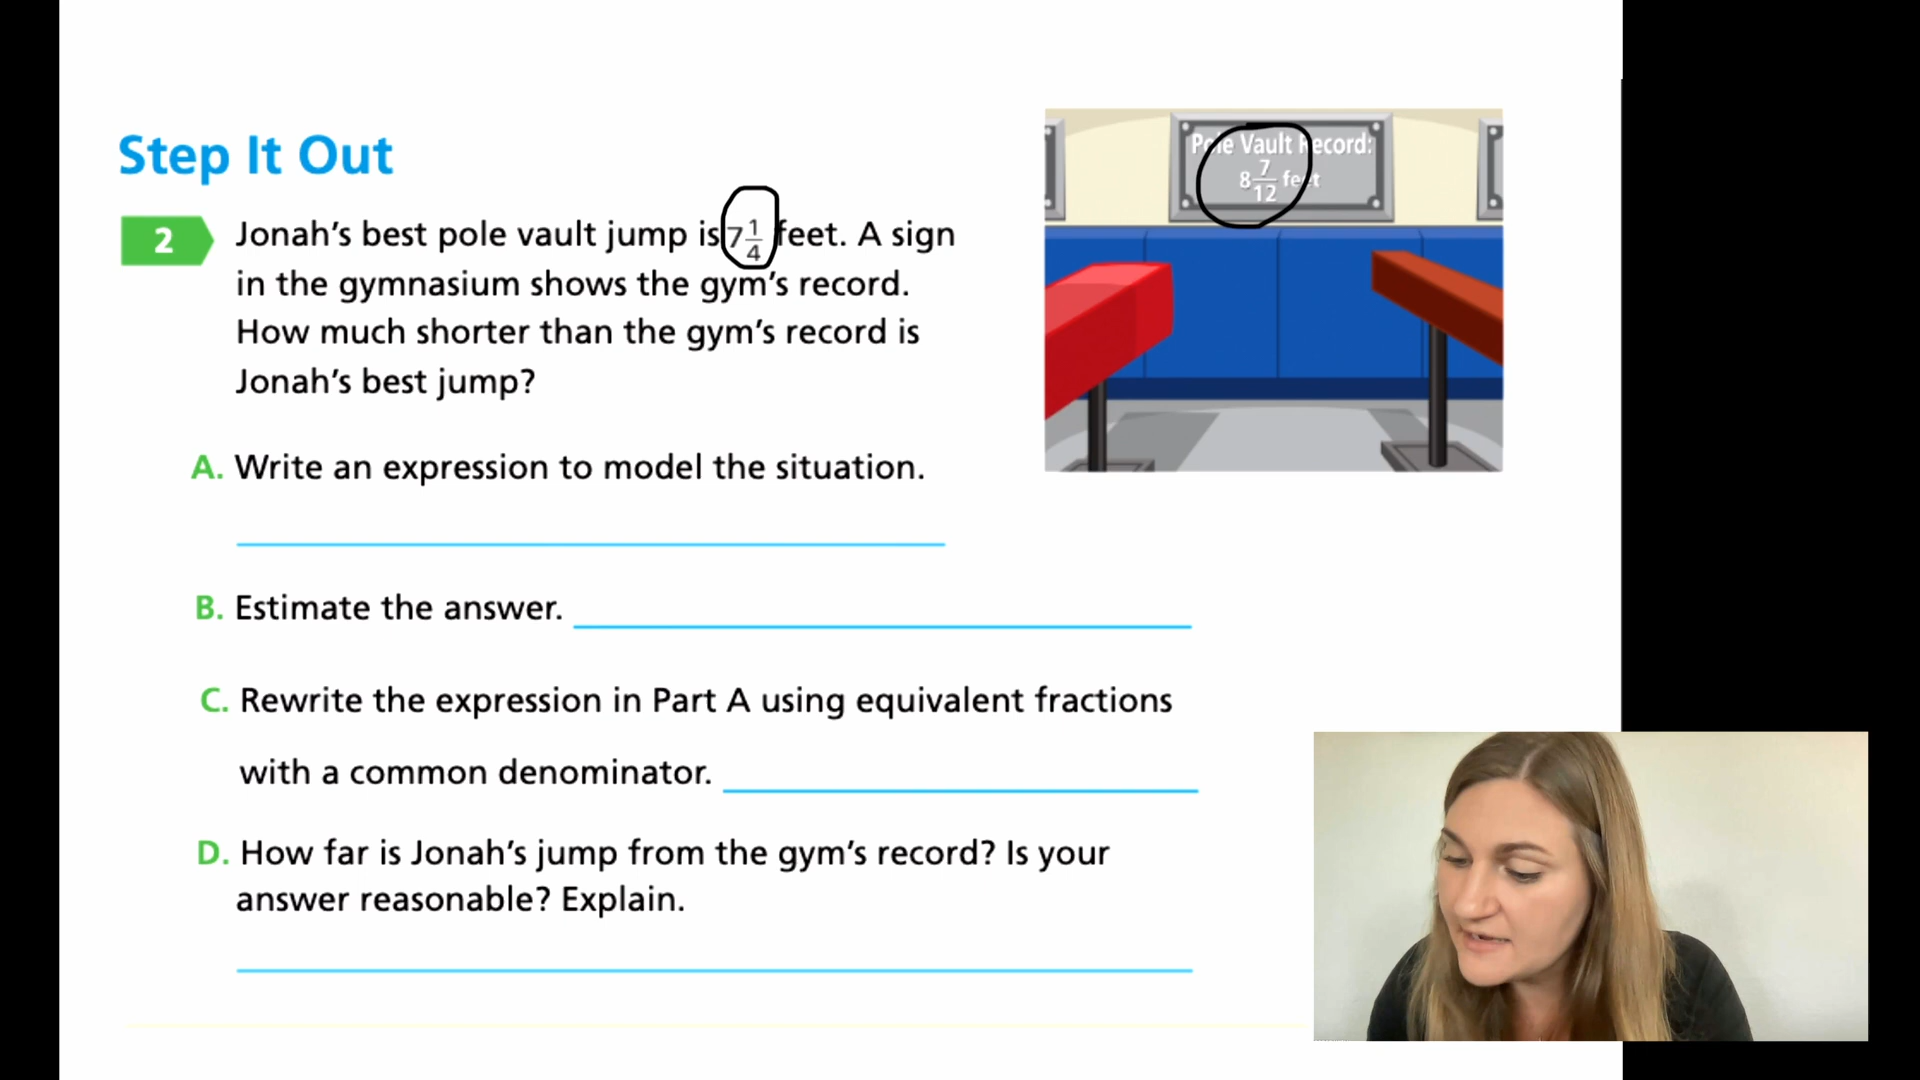 Step It Out
2 Jonah's best pole vault jump is 7 1/4 feet. A sign
in the gymnasium shows the gym's record.
How much shorter than the gym's record is
Jonah's best jump?
Pole Vault Record:
8 7/12 feet
A. Write an expression to model the situation.
B. Estimate the answer.
C. Rewrite the expression in Part A using equivalent fractions
with a common denominator.
D. How far is Jonah's jump from the gym's record? Is your
answer reasonable? Explain.